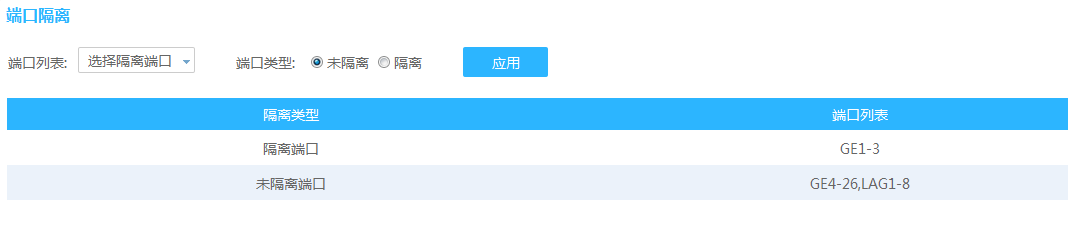 端口隔离
端口列表: 选择隔离端口 端口类型: 未隔离 隔离 应用
隔离类型 端口列表
隔离端口 GE1-3
未隔离端口 GE4-26,LAG1-8